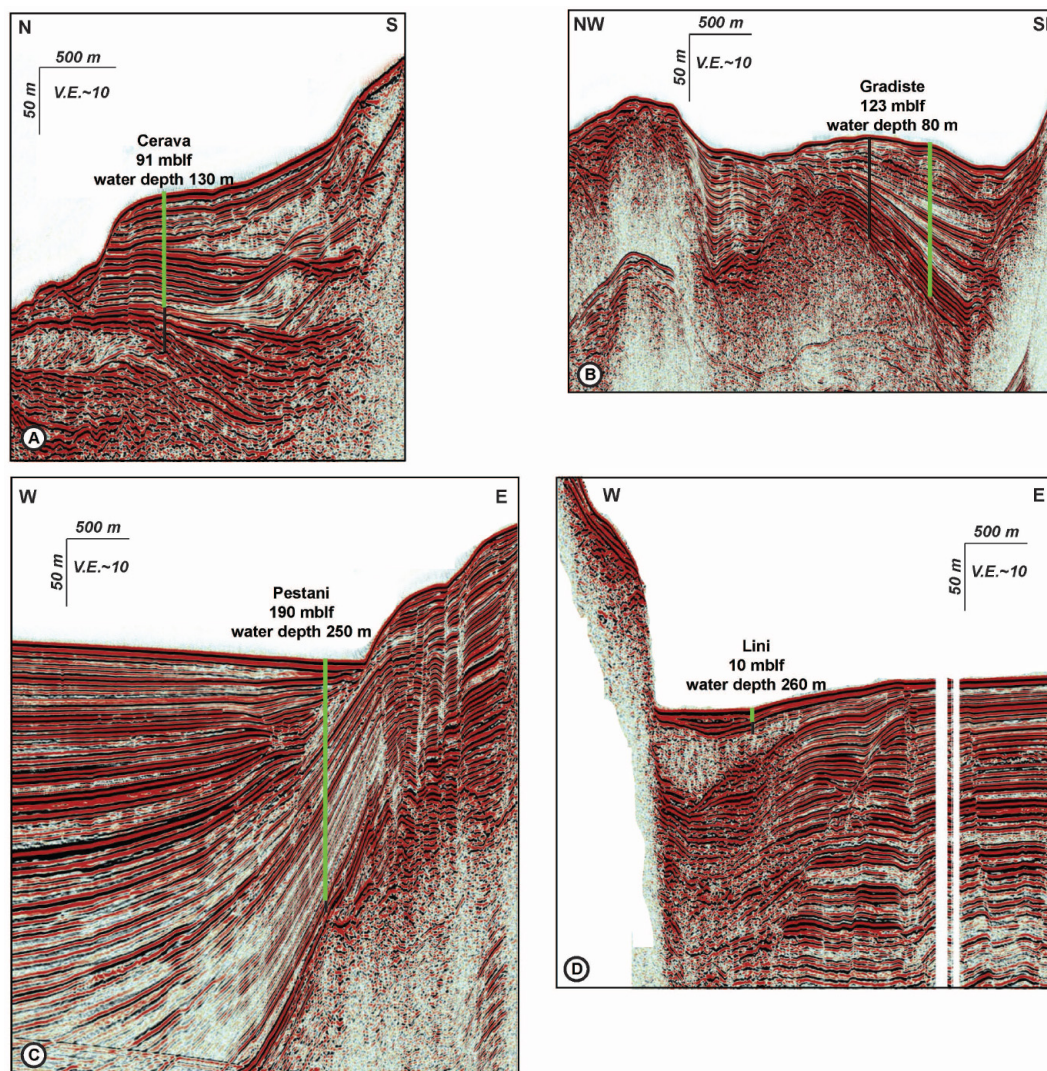 N
S
500 m
50 m
V.E.~10
Cerava
91 mblf
water depth 130 m
A
NW
500 m
50 m
V.E.~10
Gradiste
123 mblf
water depth 80 m
B
W
E
500 m
50 m
V.E.~10
Pestani
190 mblf
water depth 250 m
C
W
E
500 m
50 m
V.E.~10
Lini
10 mblf
water depth 260 m
D